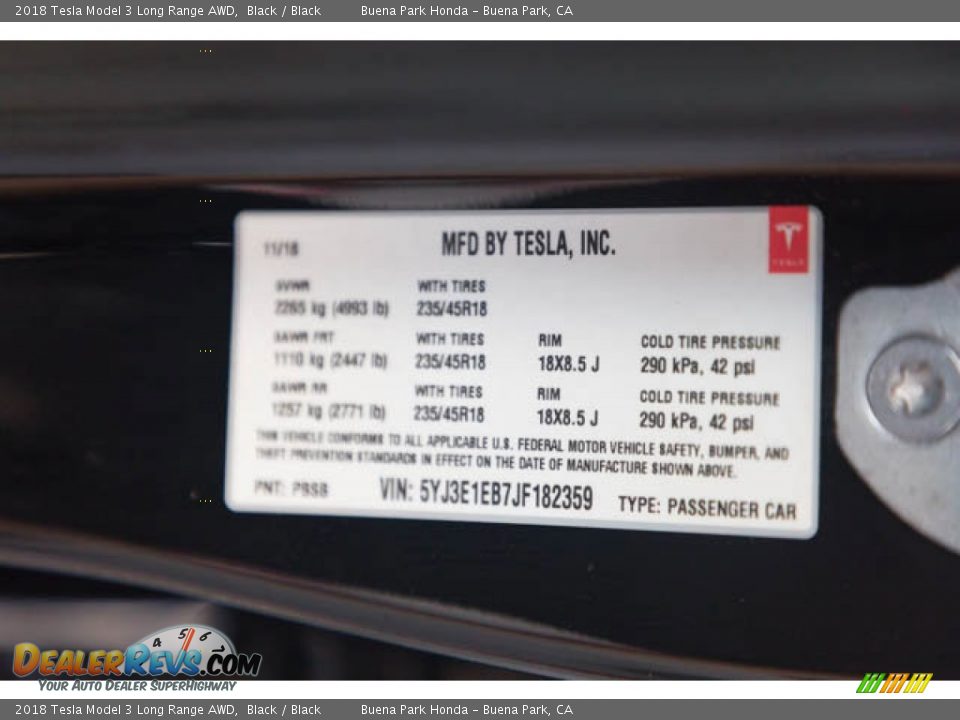 2018 Tesla Model 3 Long Range AWD, Black / Black Buena Park Honda - Buena Park, CA
11/18 MFD BY TESLA, INC.
TESLA
GVWR WITH TIRES
2265 kg (4993 lb) 235/45R18
GAWR FRT WITH TIRES RIM COLD TIRE PRESSURE
1110 kg (2447 lb) 235/45R18 18X8.5 J 290 kPa, 42 psi
GAWR RR WITH TIRES RIM COLD TIRE PRESSURE
1257 kg (2771 lb) 235/45R18 18X8.5 J 290 kPa, 42 psi
THIS VEHICLE CONFORMS TO ALL APPLICABLE U.S. FEDERAL MOTOR VEHICLE SAFETY, BUMPER, AND
THEFT PREVENTION STANDARDS IN EFFECT ON THE DATE OF MANUFACTURE SHOWN ABOVE.
PNT: PBSB VIN: 5YJ3E1EB7JF182359 TYPE: PASSENGER CAR
4 5 6
DealerRevs.com
Your Auto Dealer SuperHighway
2018 Tesla Model 3 Long Range AWD, Black / Black Buena Park Honda - Buena Park, CA